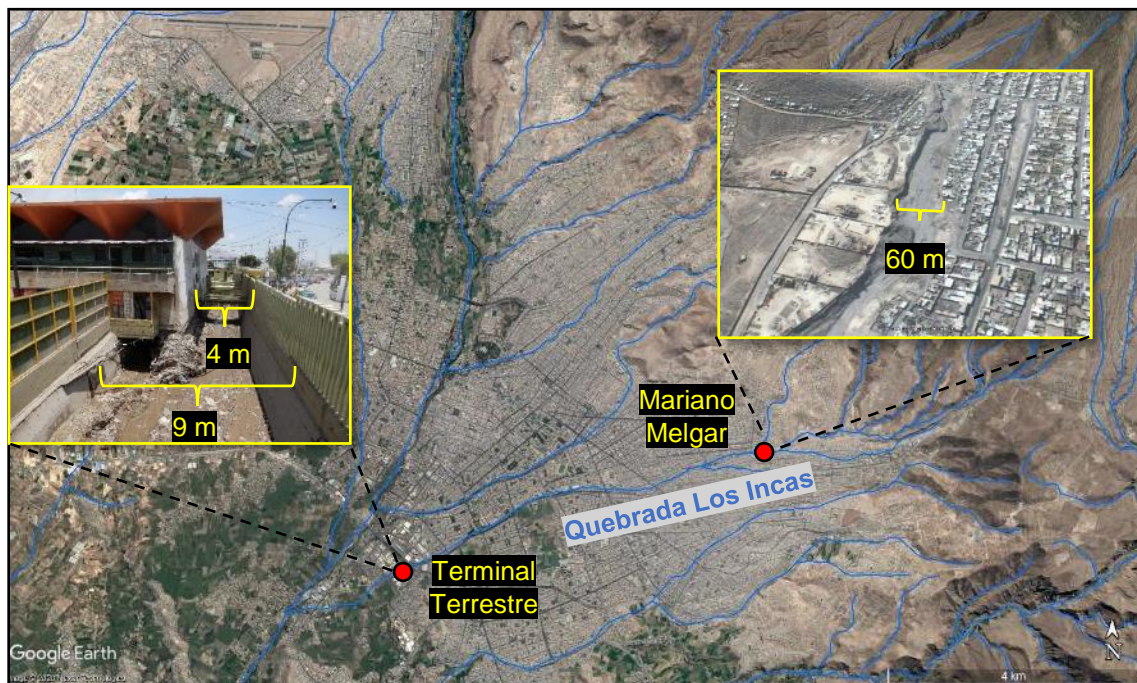 60 m
4 m
9 m
Mariano
Melgar
Quebrada Los Incas
Terminal
Terrestre
Google Earth
N
4 km